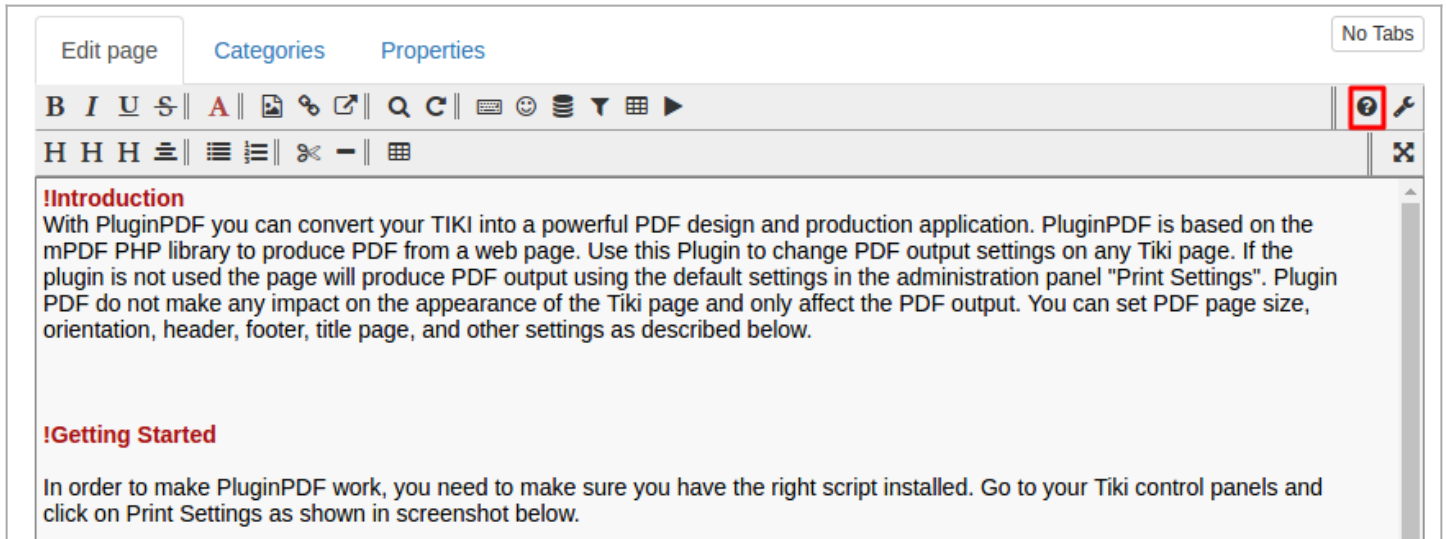 No Tabs
Edit page Categories Properties
B I U S A
H H H
!Introduction
With PluginPDF you can convert your TIKI into a powerful PDF design and production application. PluginPDF is based on the
mPDF PHP library to produce PDF from a web page. Use this Plugin to change PDF output settings on any Tiki page. If the
plugin is not used the page will produce PDF output using the default settings in the administration panel "Print Settings". Plugin
PDF do not make any impact on the appearance of the Tiki page and only affect the PDF output. You can set PDF page size,
orientation, header, footer, title page, and other settings as described below.
!Getting Started
In order to make PluginPDF work, you need to make sure you have the right script installed. Go to your Tiki control panels and
click on Print Settings as shown in screenshot below.